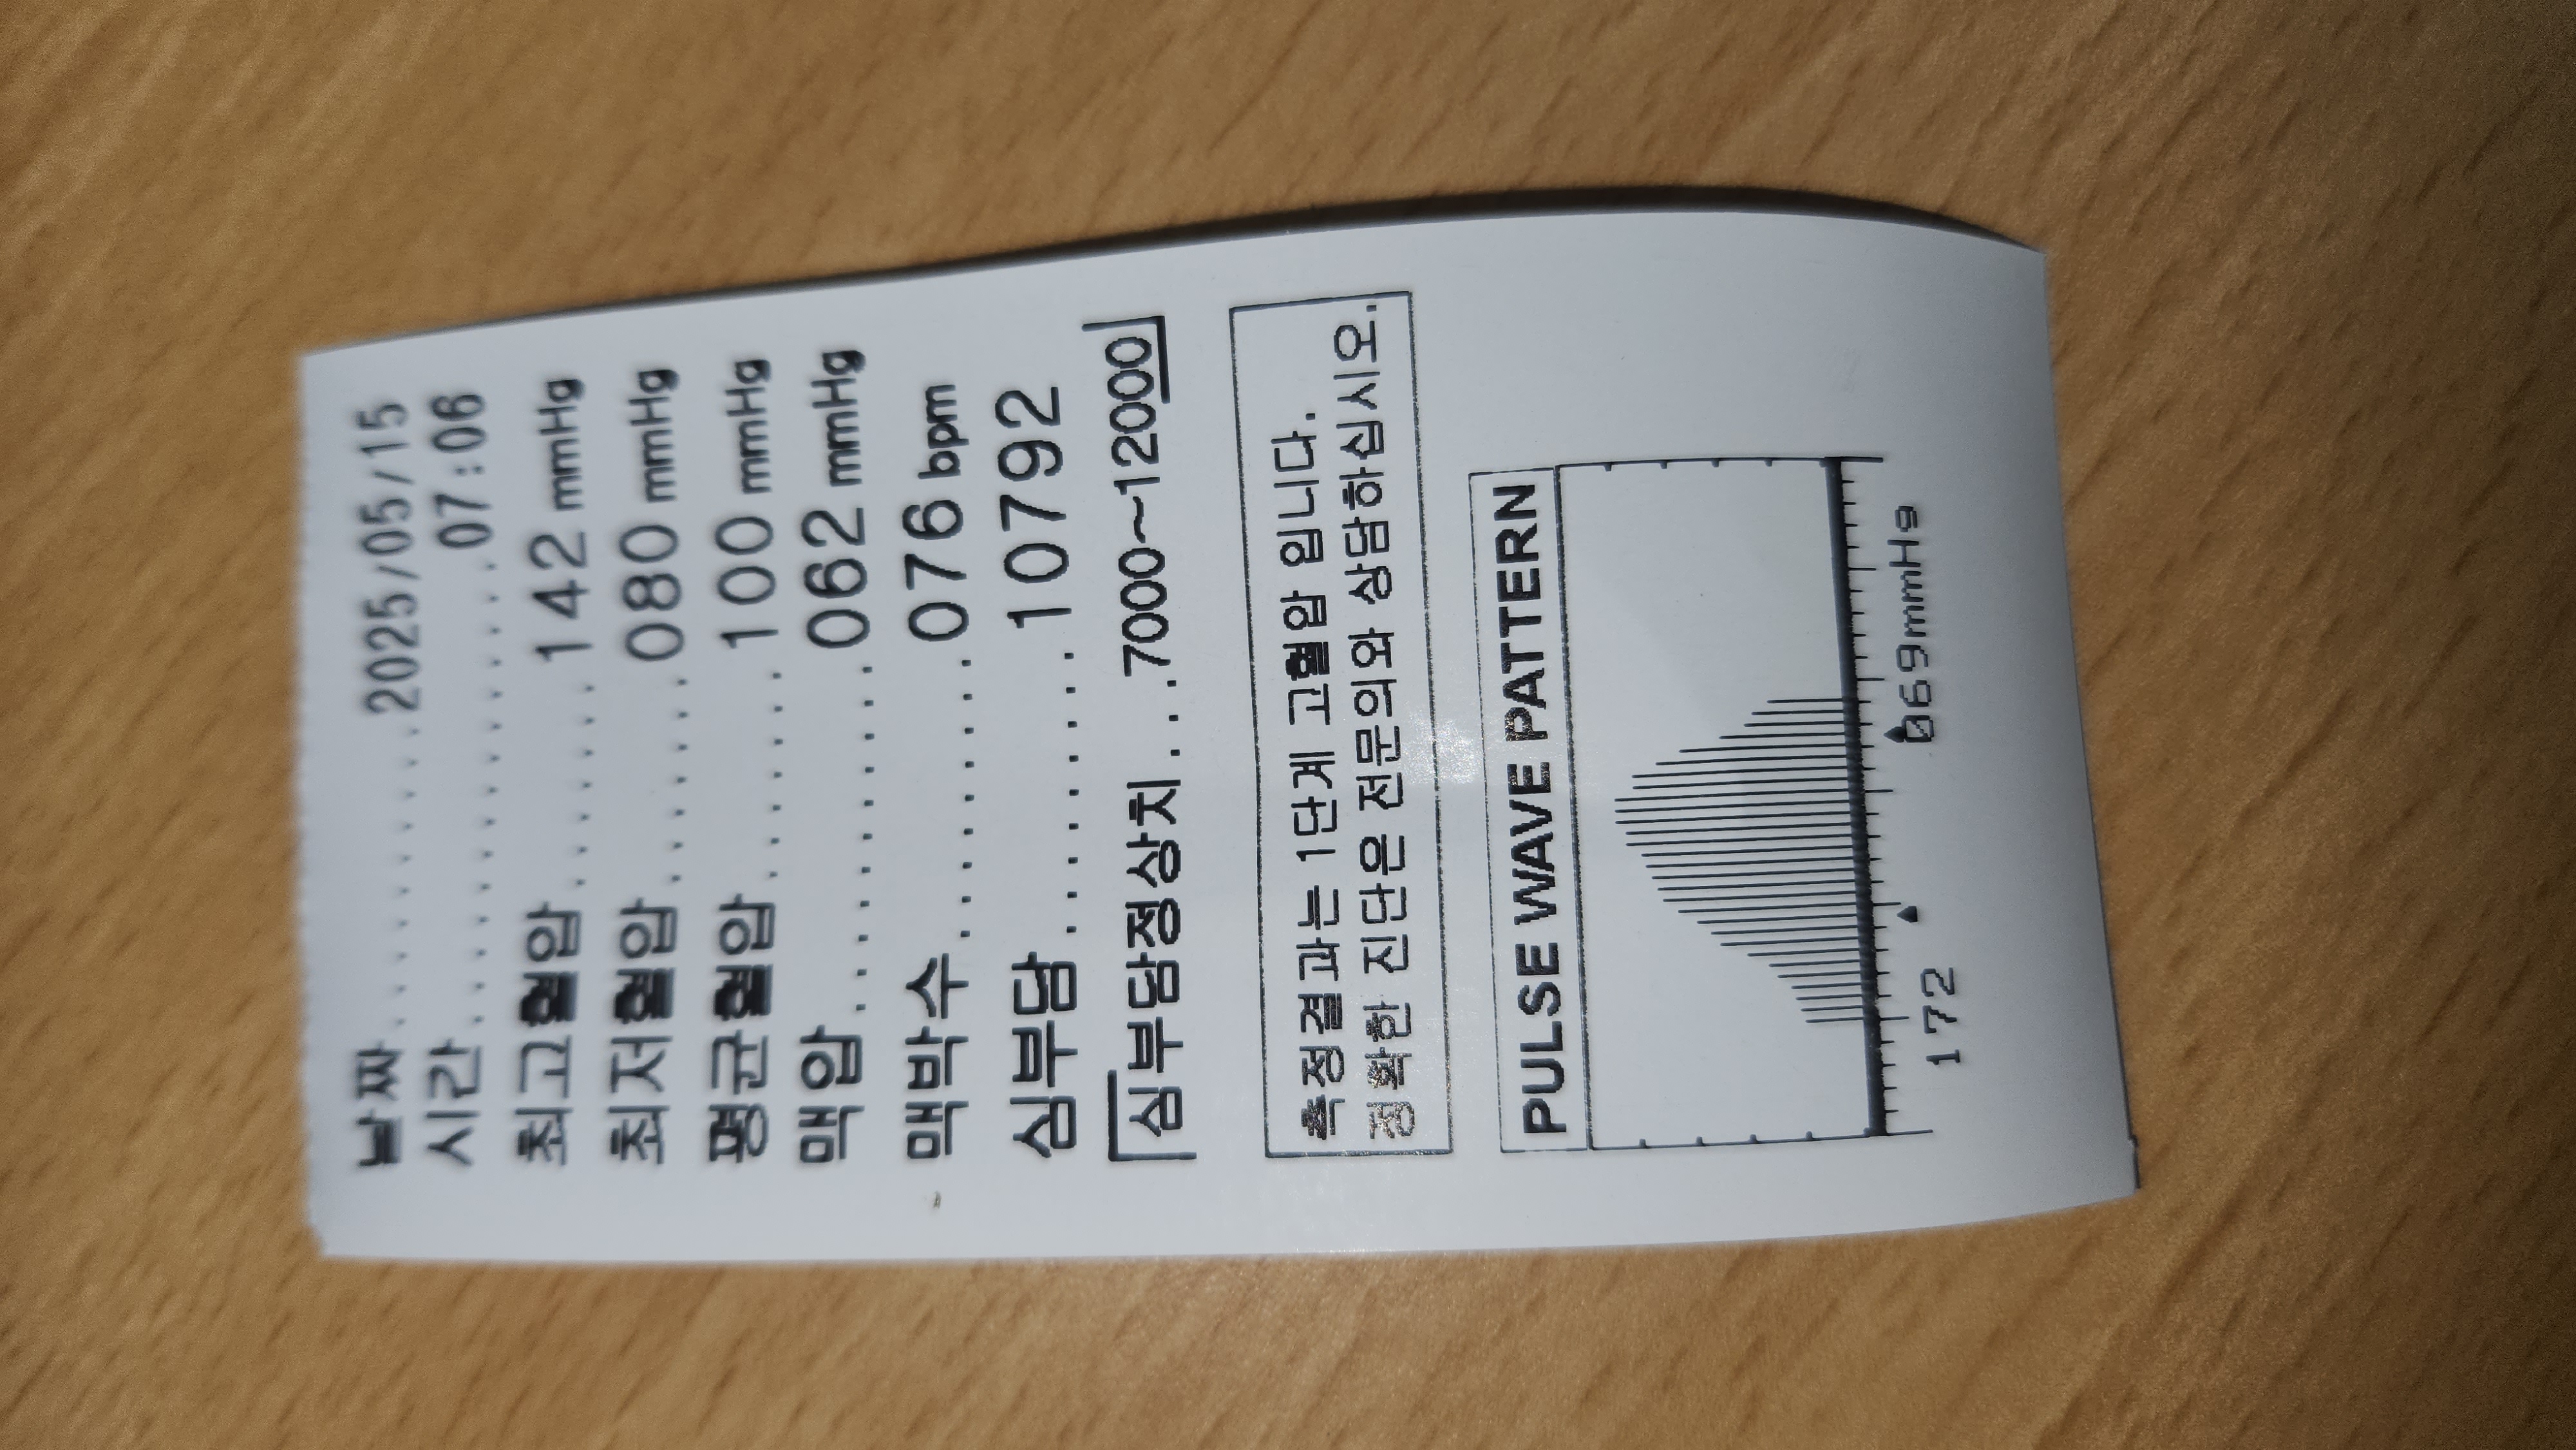 날짜............2025/05/15
시간................07:06
최고혈압........142 mmHg
최저혈압........080 mmHg
평균혈압........100 mmHg
맥압.............062 mmHg
맥박수...........076 bpm
심부담...........10792
심부담정상치...7000~12000
측정결과는 1단계 고혈압 입니다.
정확한 진단은 전문의와 상담하십시오.
PULSE WAVE PATTERN
172 069mmHg